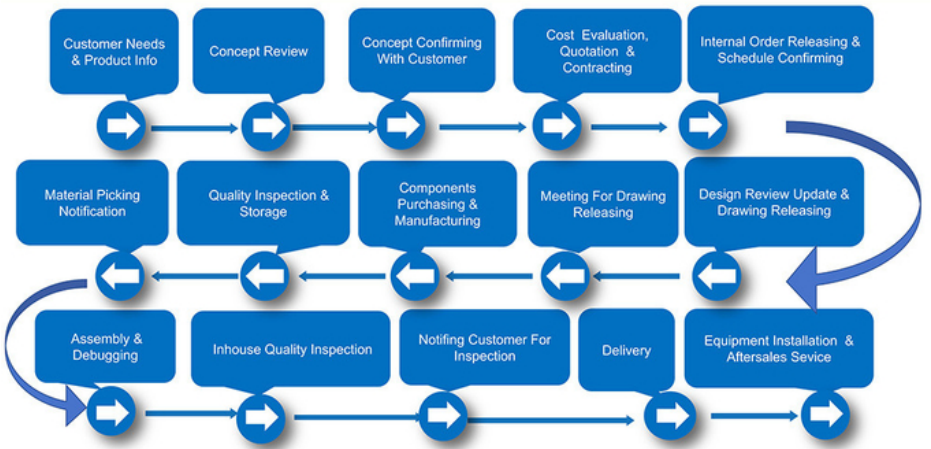 Customer Needs
& Product Info
Concept Review
Concept Confirming
With Customer
Cost Evaluation,
Quotation &
Contracting
Internal Order Releasing &
Schedule Confirming
Design Review Update &
Drawing Releasing
Meeting For Drawing
Releasing
Components
Purchasing &
Manufacturing
Quality Inspection &
Storage
Material Picking
Notification
Assembly &
Debugging
Inhouse Quality Inspection
Notifing Customer For
Inspection
Delivery
Equipment Installation &
Aftersales Sevice